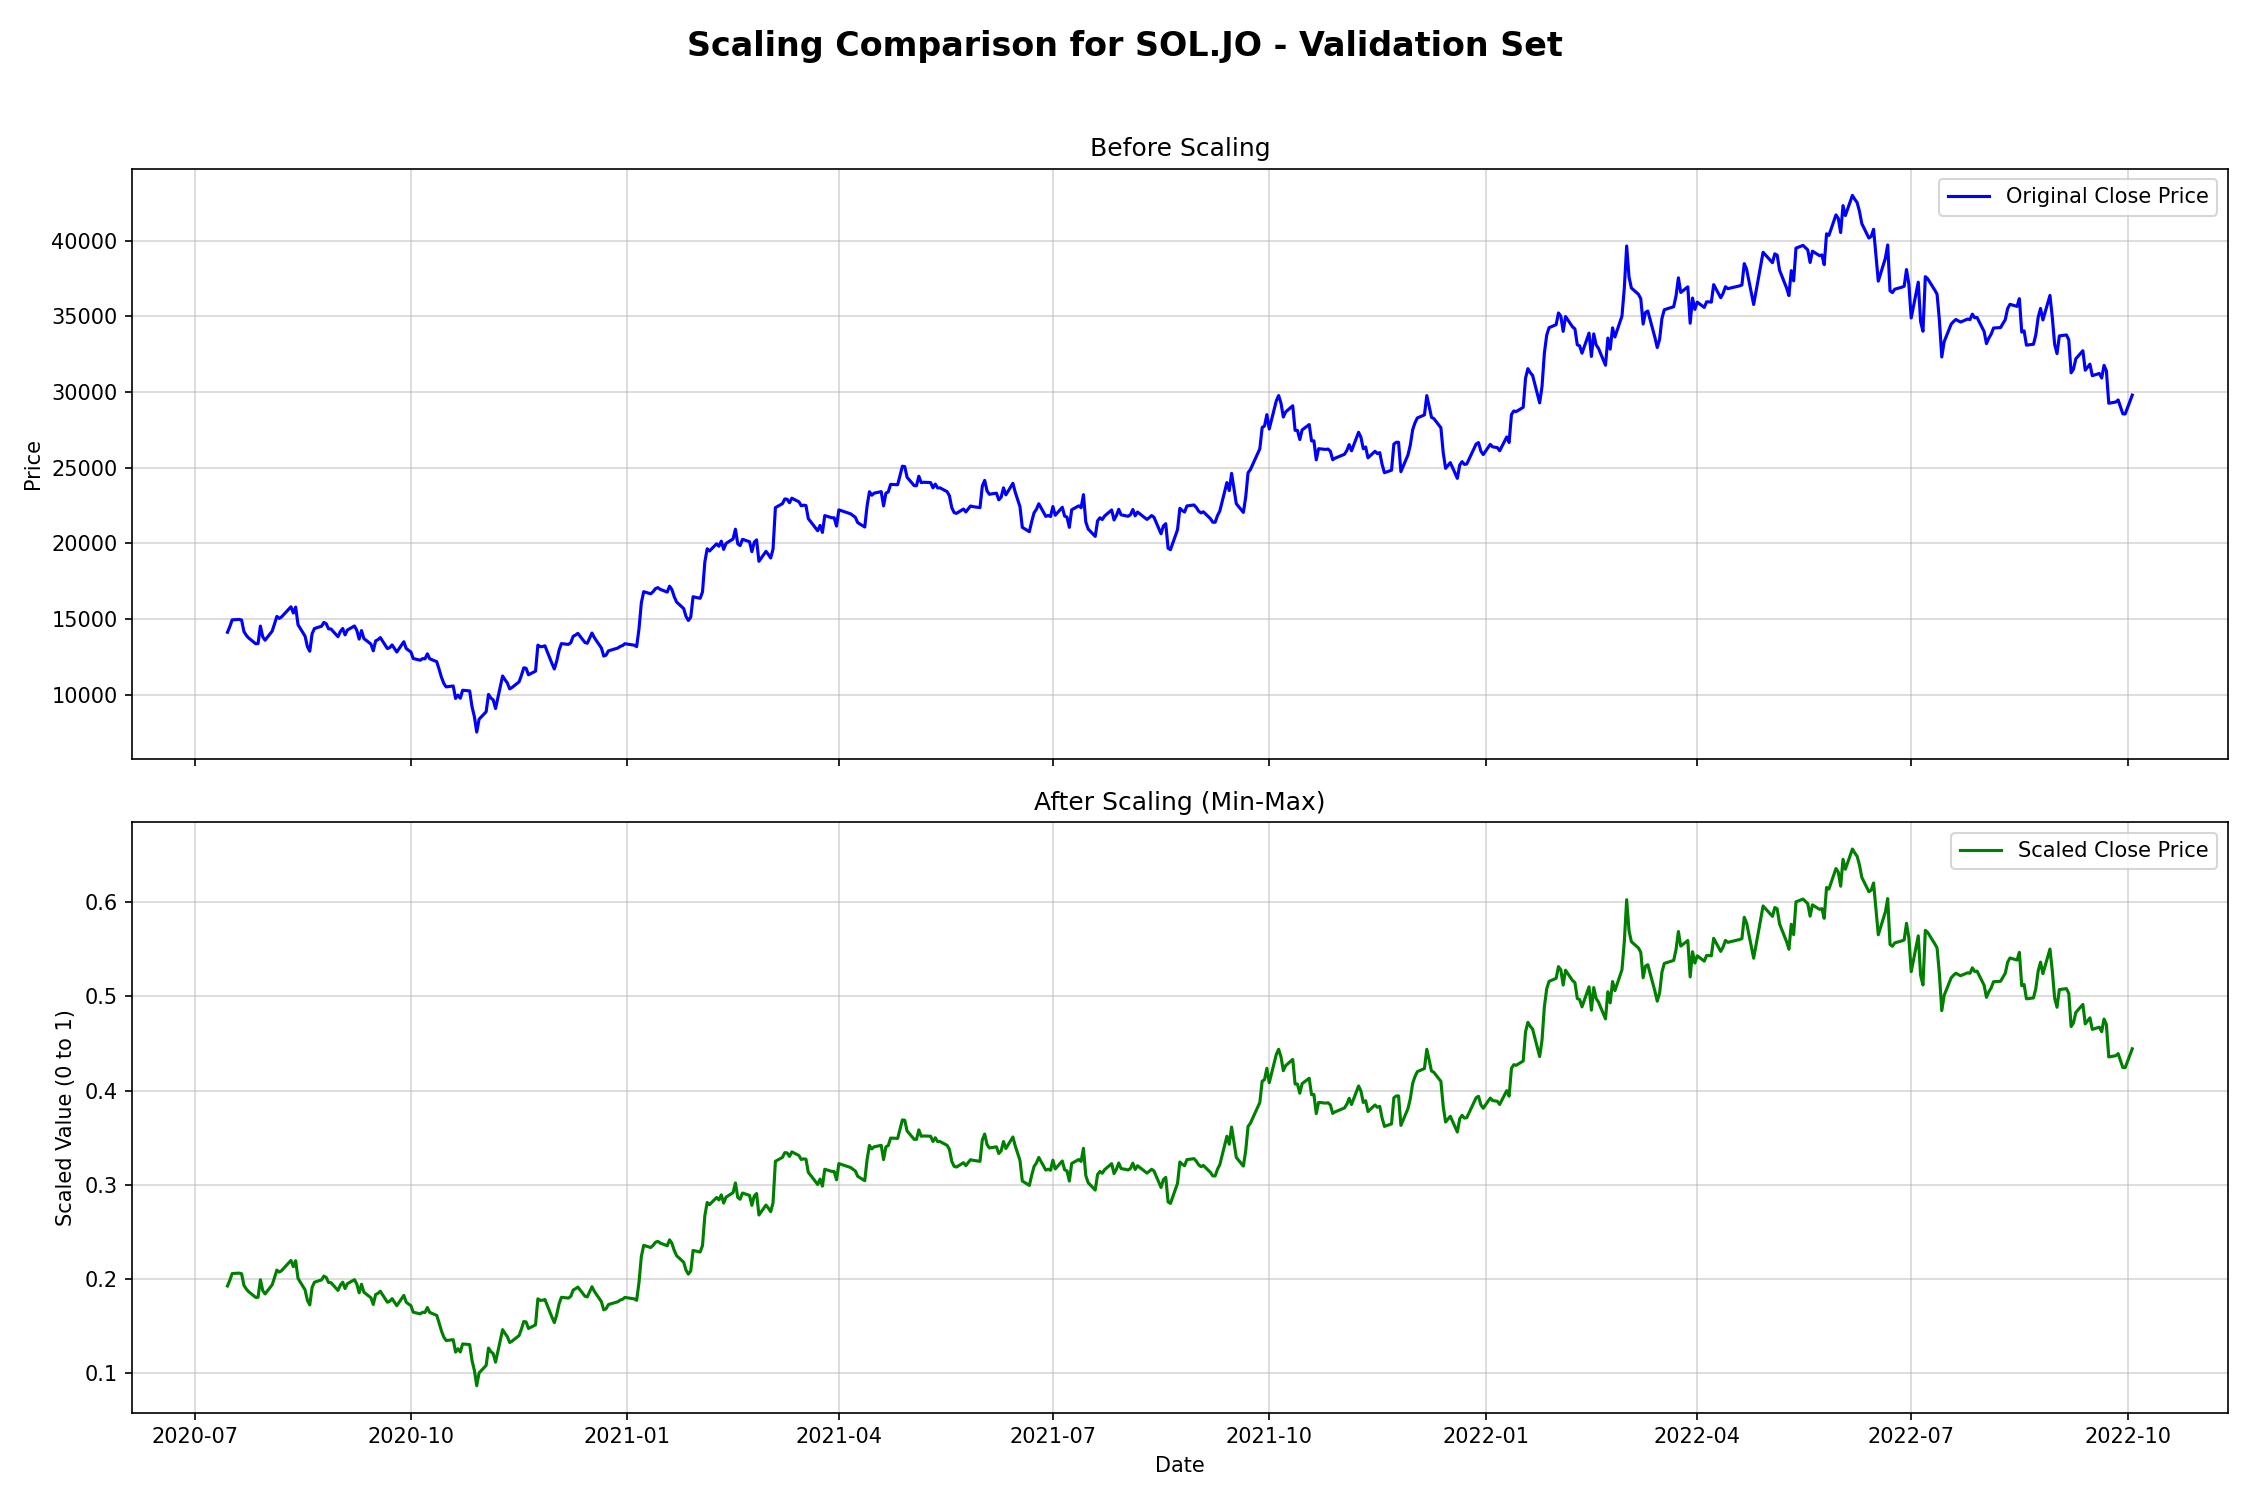 Scaling Comparison for SOL.JO - Validation Set
Before Scaling
Original Close Price
Price
40000
35000
30000
25000
20000
15000
10000
After Scaling (Min-Max)
Scaled Close Price
Scaled Value (0 to 1)
0.6
0.5
0.4
0.3
0.2
0.1
2020-07 2020-10 2021-01 2021-04 2021-07 2021-10 2022-01 2022-04 2022-07 2022-10
Date